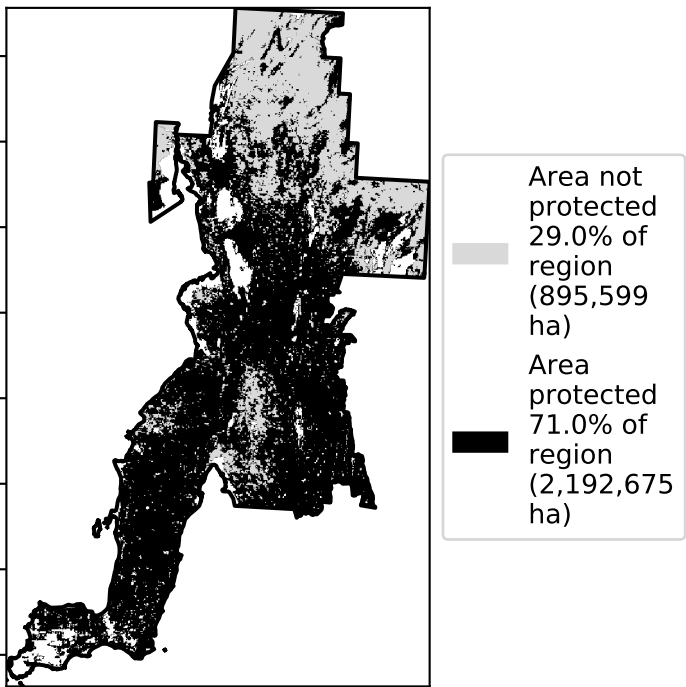 Area not
protected
29.0% of
region
(895,599
ha)
Area
protected
71.0% of
region
(2,192,675
ha)